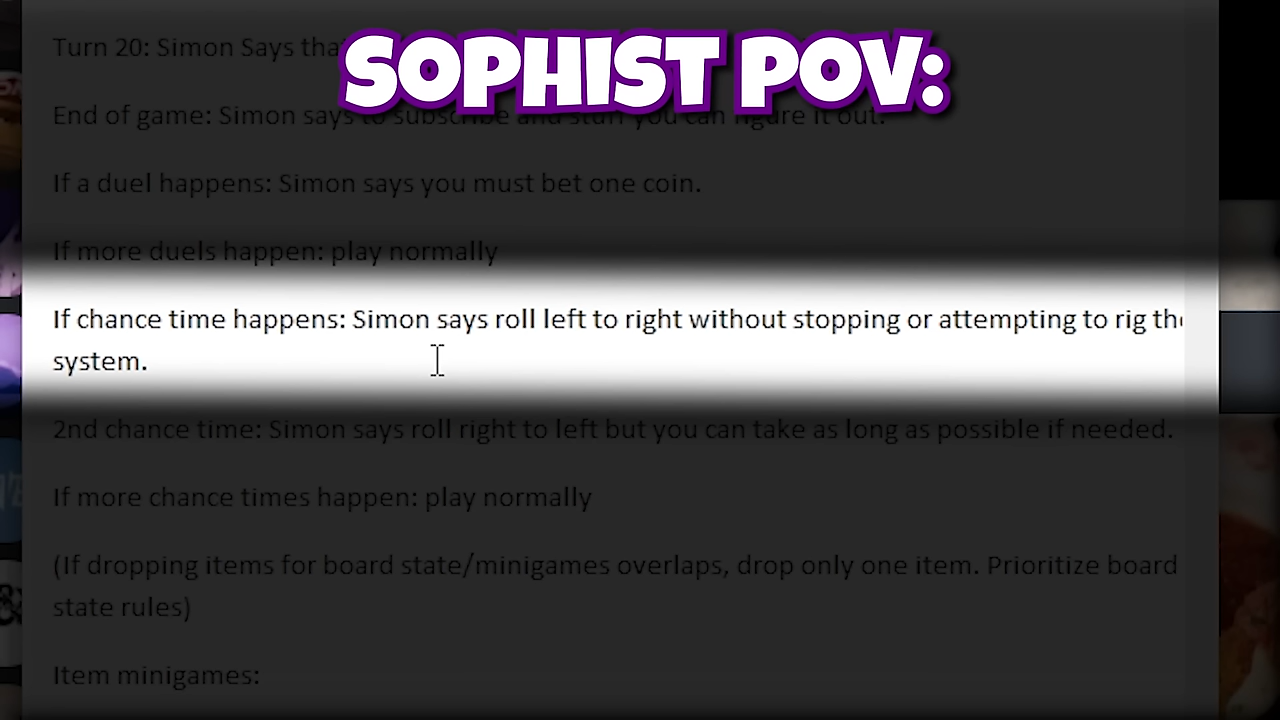 SOPHIST POV:
Turn 20: Simon Says
End of game: Simon says to subscribe and stuff you can figure it out.
If a duel happens: Simon says you must bet one coin.
If more duels happen: play normally
If chance time happens: Simon says roll left to right without stopping or attempting to rig the
system.
2nd chance time: Simon says roll right to left but you can take as long as possible if needed.
If more chance times happen: play normally
(If dropping items for board state/minigames overlaps, drop only one item. Prioritize board
state rules)
Item minigames: